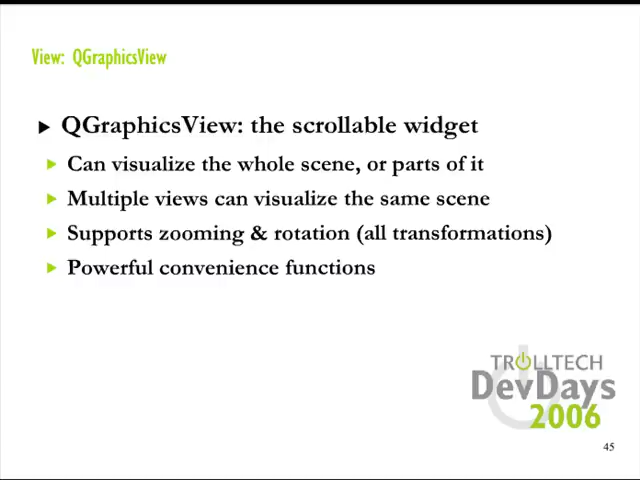 View: QGraphicsView
QGraphicsView: the scrollable widget
Can visualize the whole scene, or parts of it
Multiple views can visualize the same scene
Supports zooming & rotation (all transformations)
Powerful convenience functions
TROLLTECH
DevDays
2006
45